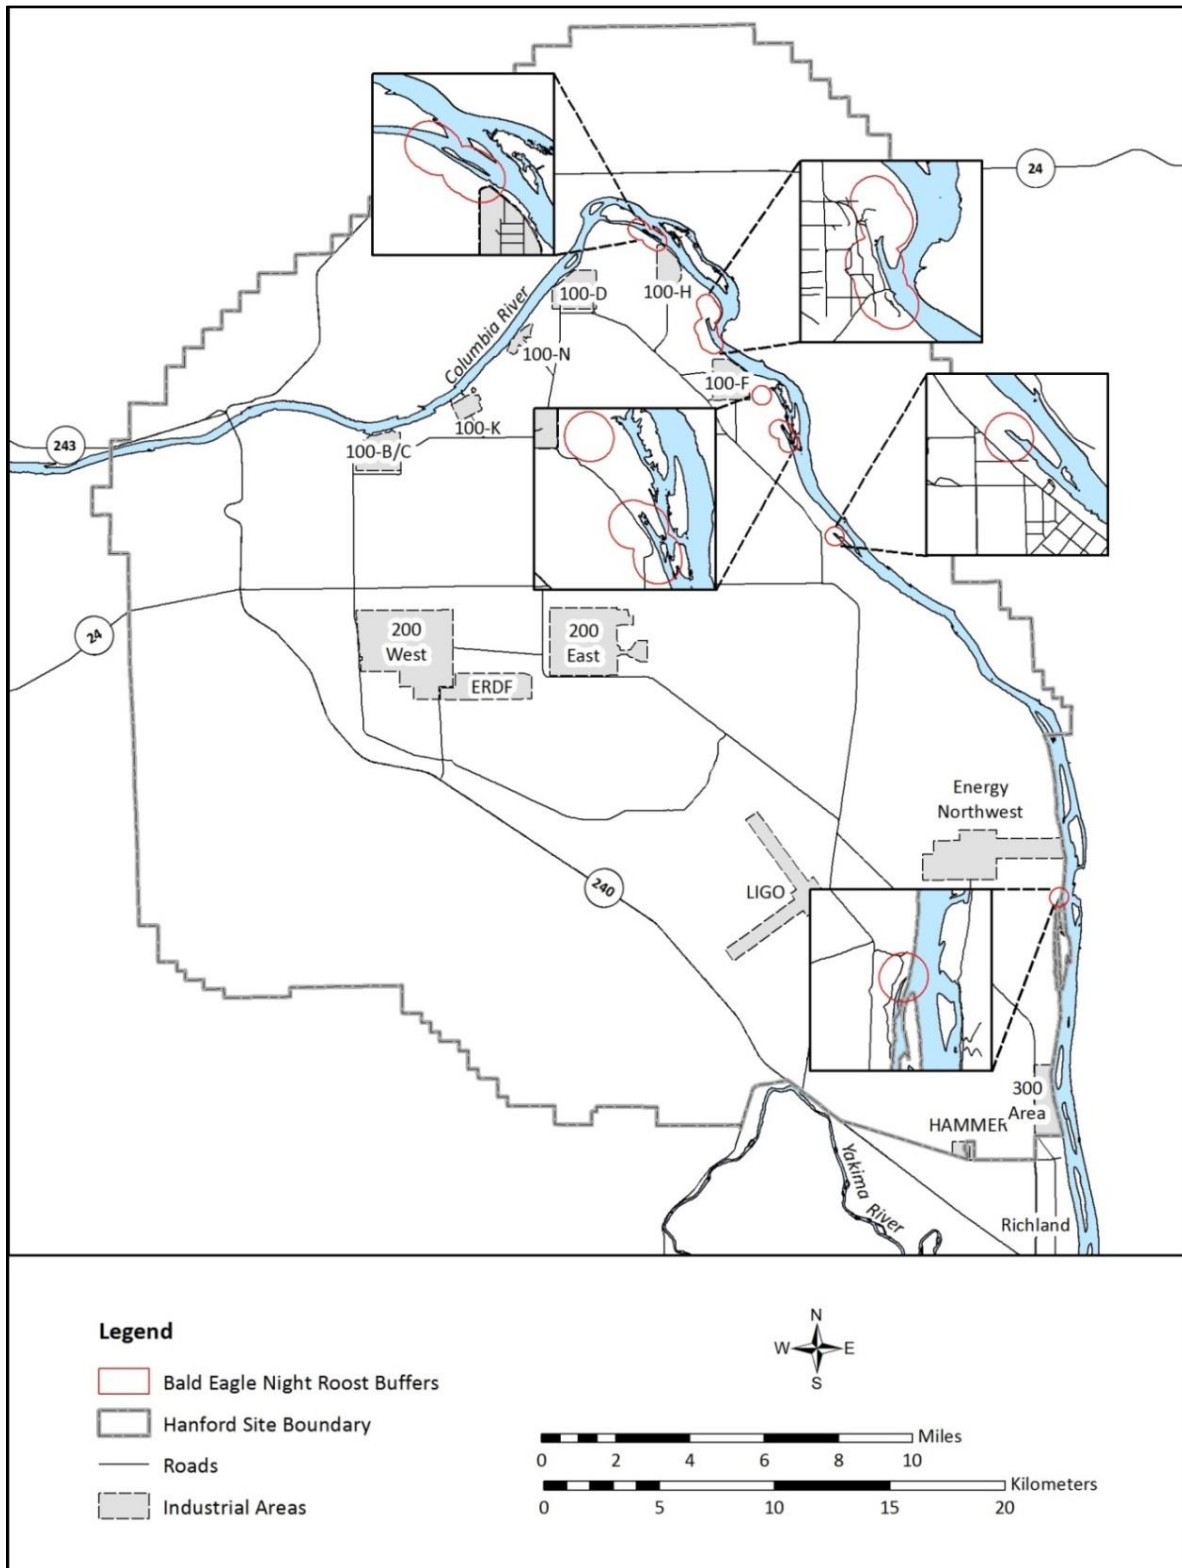 24
100-D
100-H
Columbia River
100-N
100-F
100-K
243
100-B/C
24
200
West
200
East
ERDF
Energy
Northwest
LIGO
240
300
Area
HAMMER
Yakima
River
Richland
Legend
Bald Eagle Night Roost Buffers
Hanford Site Boundary
Roads
Industrial Areas
N
W E
S
Miles
0 2 4 6 8 10
Kilometers
0 5 10 15 20